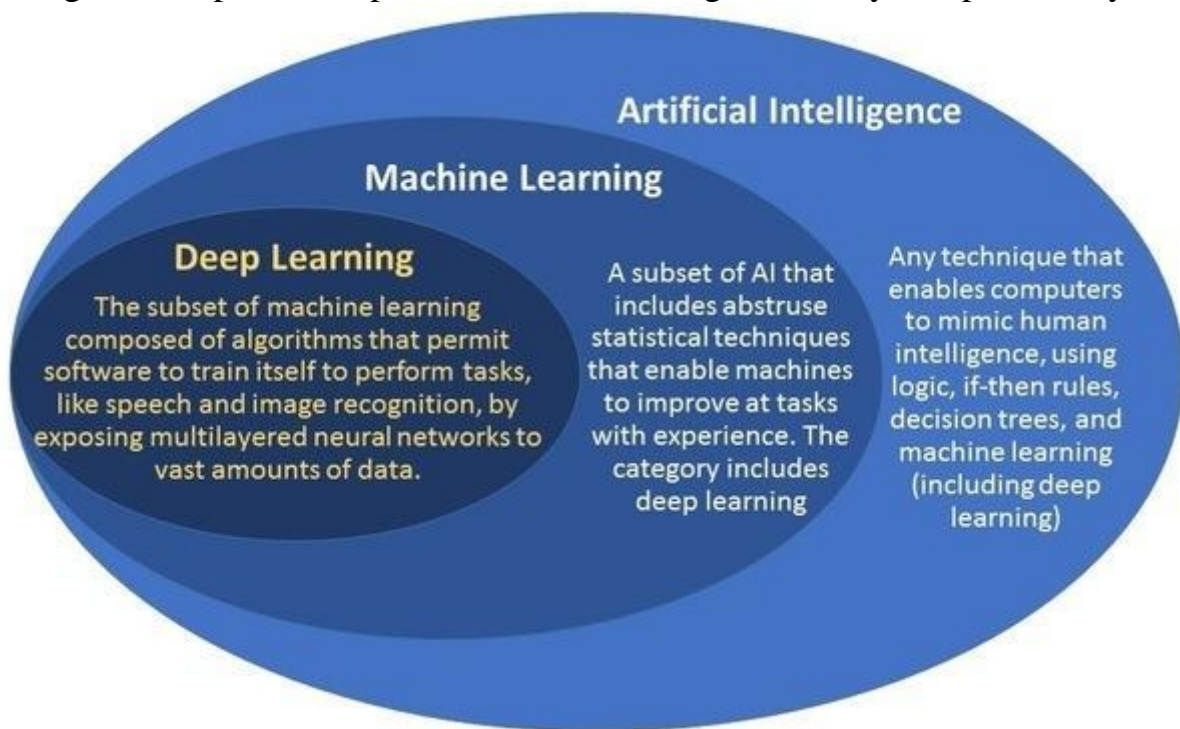 Artificial Intelligence
Machine Learning
Deep Learning
The subset of machine learning
composed of algorithms that permit
software to train itself to perform tasks,
like speech and image recognition, by
exposing multilayered neural networks to
vast amounts of data.
A subset of AI that
includes abstruse
statistical techniques
that enable machines
to improve at tasks
with experience. The
category includes
deep learning
Any technique that
enables computers
to mimic human
intelligence, using
logic, if-then rules,
decision trees, and
machine learning
(including deep
learning)